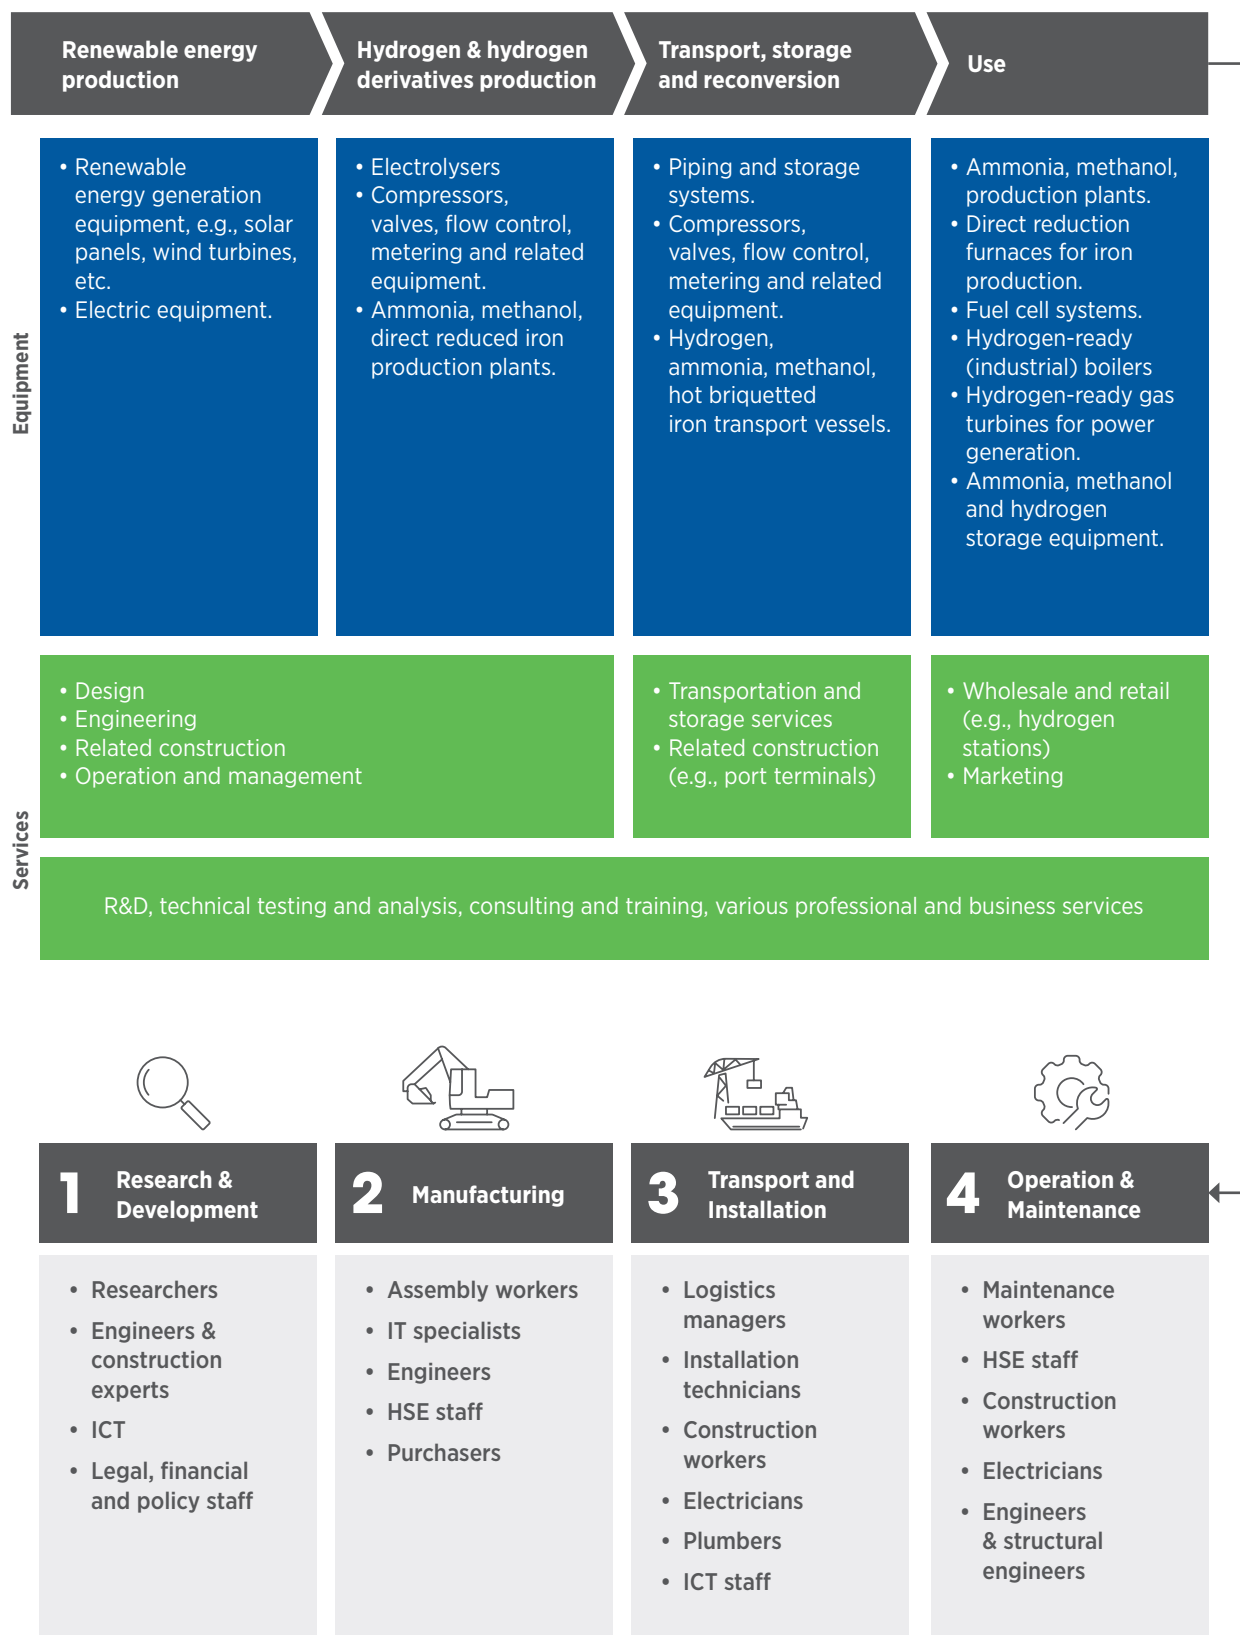 Renewable energy
production
Hydrogen & hydrogen
derivatives production
Transport, storage
and reconversion
Use
Equipment
• Renewable
energy generation
equipment, e.g., solar
panels, wind turbines,
etc.
• Electric equipment.
• Electrolysers
• Compressors,
valves, flow control,
metering and related
equipment.
• Ammonia, methanol,
direct reduced iron
production plants.
• Piping and storage
systems.
• Compressors,
valves, flow control,
metering and related
equipment.
• Hydrogen,
ammonia, methanol,
hot briquetted
iron transport vessels.
• Ammonia, methanol,
production plants.
• Direct reduction
furnaces for iron
production.
• Fuel cell systems.
• Hydrogen-ready
(industrial) boilers
• Hydrogen-ready gas
turbines for power
generation.
• Ammonia, methanol
and hydrogen
storage equipment.
Services
• Design
• Engineering
• Related construction
• Operation and management
• Transportation and
storage services
• Related construction
(e.g., port terminals)
• Wholesale and retail
(e.g., hydrogen
stations)
• Marketing
R&D, technical testing and analysis, consulting and training, various professional and business services
1 Research &
Development
• Researchers
• Engineers &
construction
experts
• ICT
• Legal, financial
and policy staff
2 Manufacturing
• Assembly workers
• IT specialists
• Engineers
• HSE staff
• Purchasers
3 Transport and
Installation
• Logistics
managers
• Installation
technicians
• Construction
workers
• Electricians
• Plumbers
• ICT staff
4 Operation &
Maintenance
• Maintenance
workers
• HSE staff
• Construction
workers
• Electricians
• Engineers
& structural
engineers